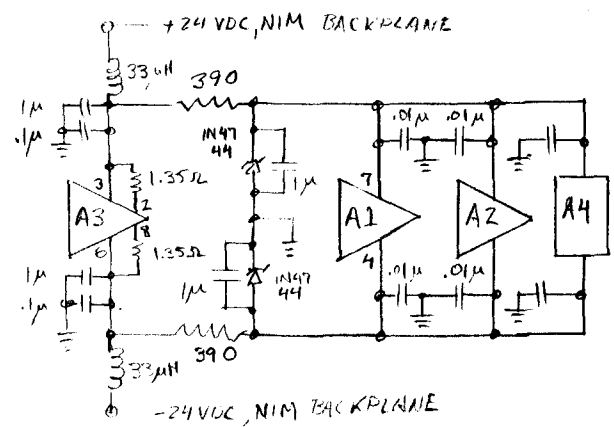 +24 VDC, NIM BACKPLANE
33μH
390
1μ
.1μ
1N47
44
1μ
.01μ
.01μ
3
1.35Ω
2
A3
8
6
1.35Ω
7
A1
4
A2
A4
1μ
.1μ
1μ
1N47
44
.01μ
.01μ
390
33μH
-24 VDC, NIM BACKPLANE